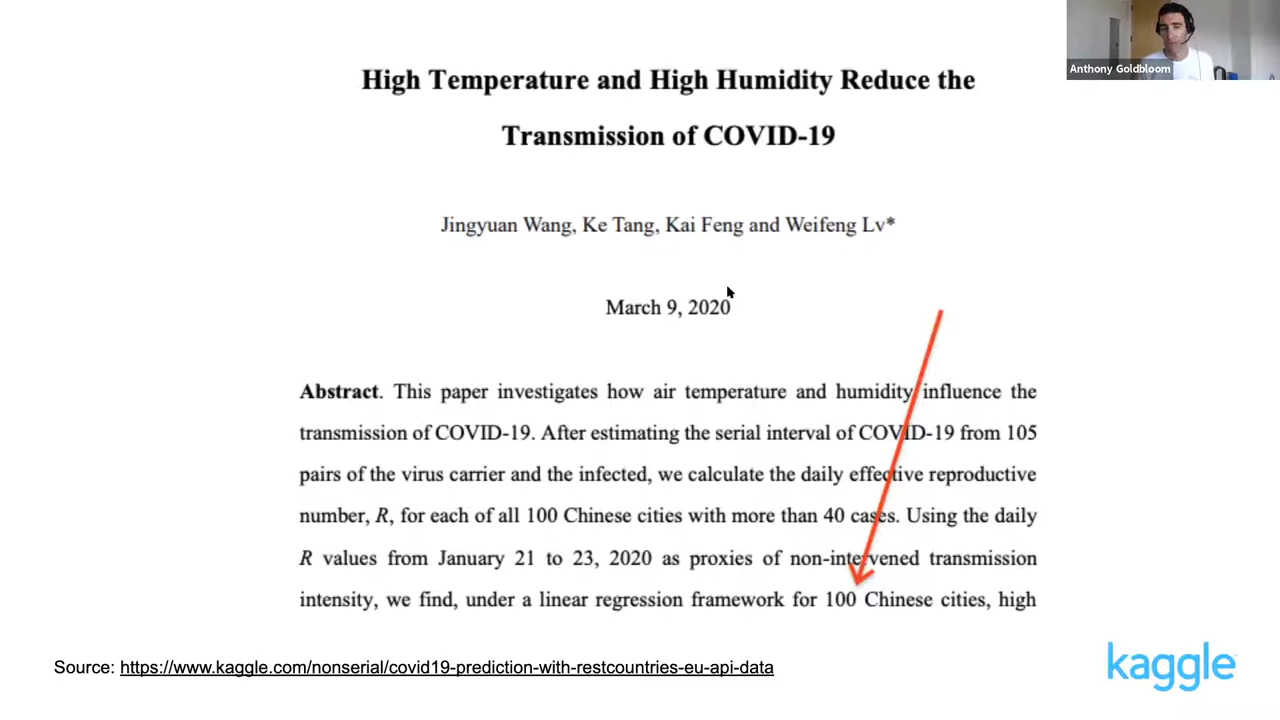 Anthony Goldbloom
High Temperature and High Humidity Reduce the
Transmission of COVID-19
Jingyuan Wang, Ke Tang, Kai Feng and Weifeng Lv*
March 9, 2020
Abstract. This paper investigates how air temperature and humidity influence the
transmission of COVID-19. After estimating the serial interval of COVID-19 from 105
pairs of the virus carrier and the infected, we calculate the daily effective reproductive
number, R, for each of all 100 Chinese cities with more than 40 cases. Using the daily
R values from January 21 to 23, 2020 as proxies of non-intervened transmission
intensity, we find, under a linear regression framework for 100 Chinese cities, high
Source: https://www.kaggle.com/nonserial/covid19-prediction-with-restcountries-eu-api-data
kaggle